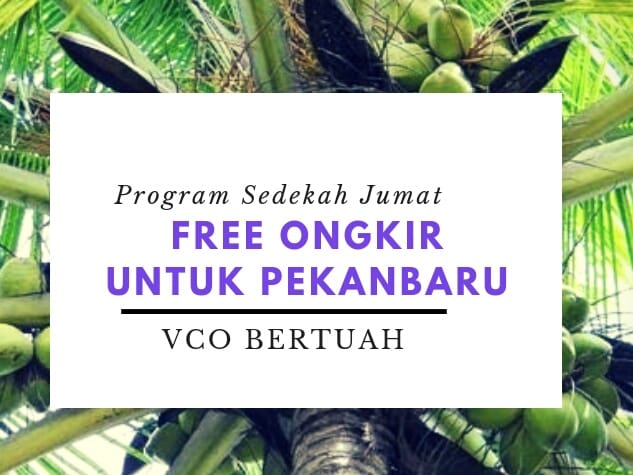 Program Sedekah Jumat
FREE ONGKIR
UNTUK PEKANBARU
VCO BERTUAH